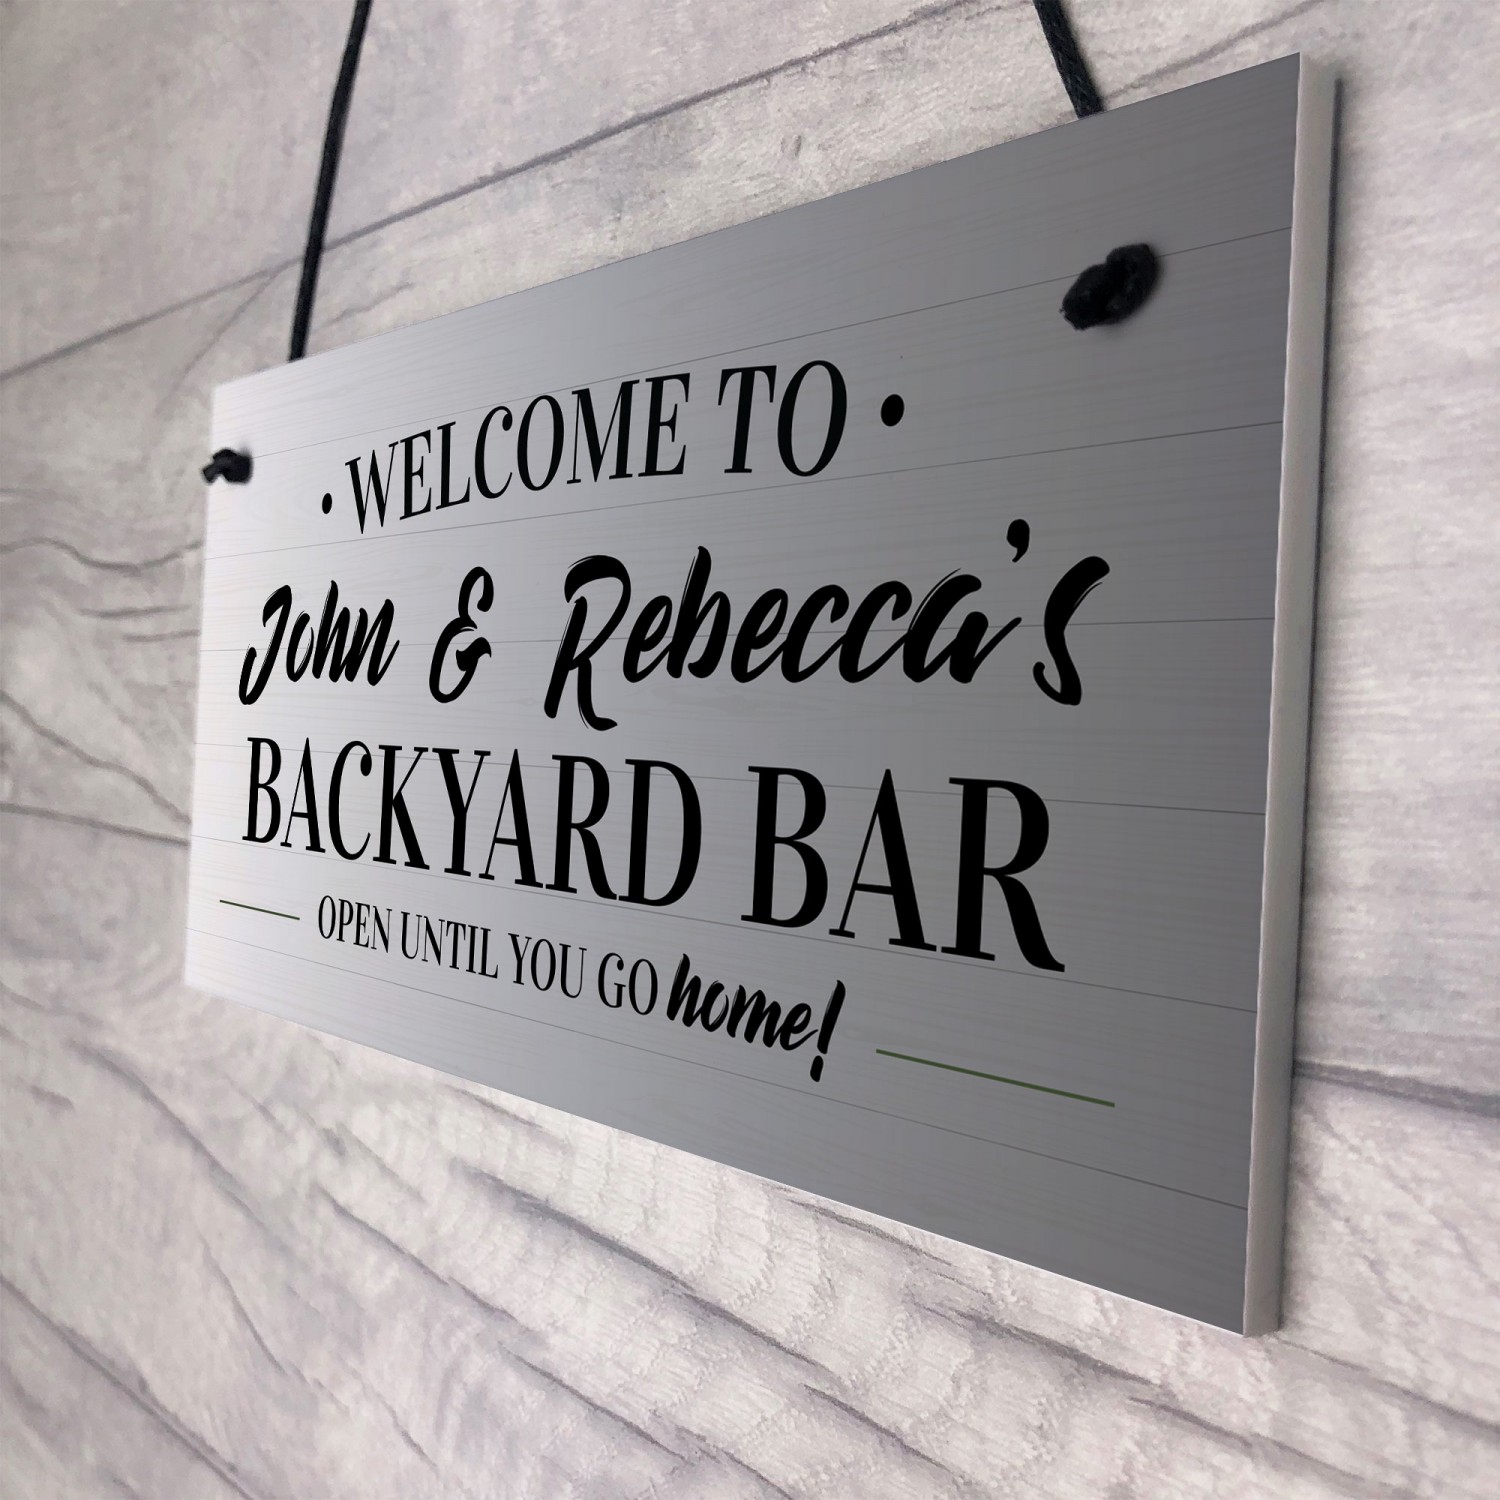 • WELCOME TO •
John & Rebecca's
BACKYARD BAR
OPEN UNTIL YOU GO home!